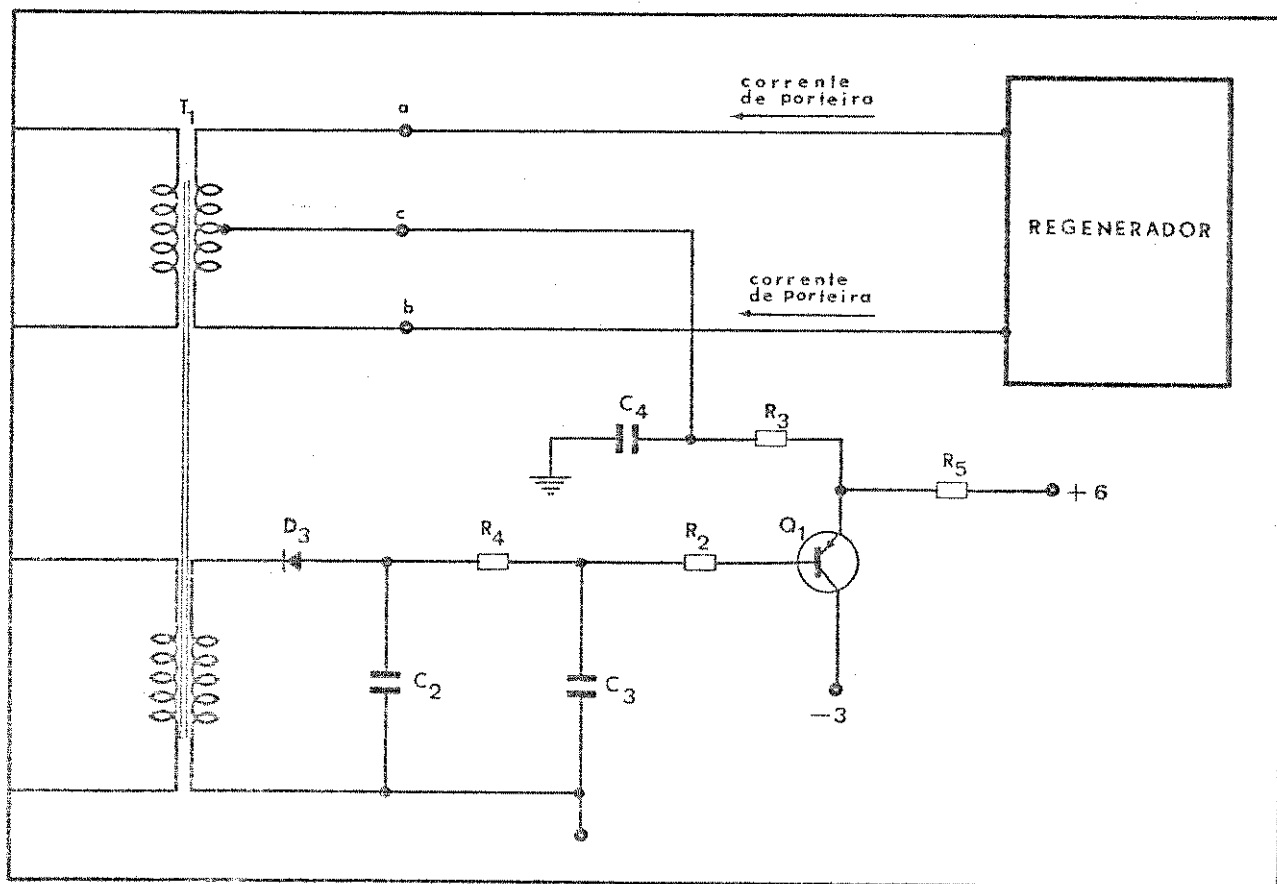 corrente
de porteira
T1
a
REGENERADOR
c
corrente
de porteira
b
C4
R3
R5
+6
D3
R4
R2
Q1
C2
C3
-3